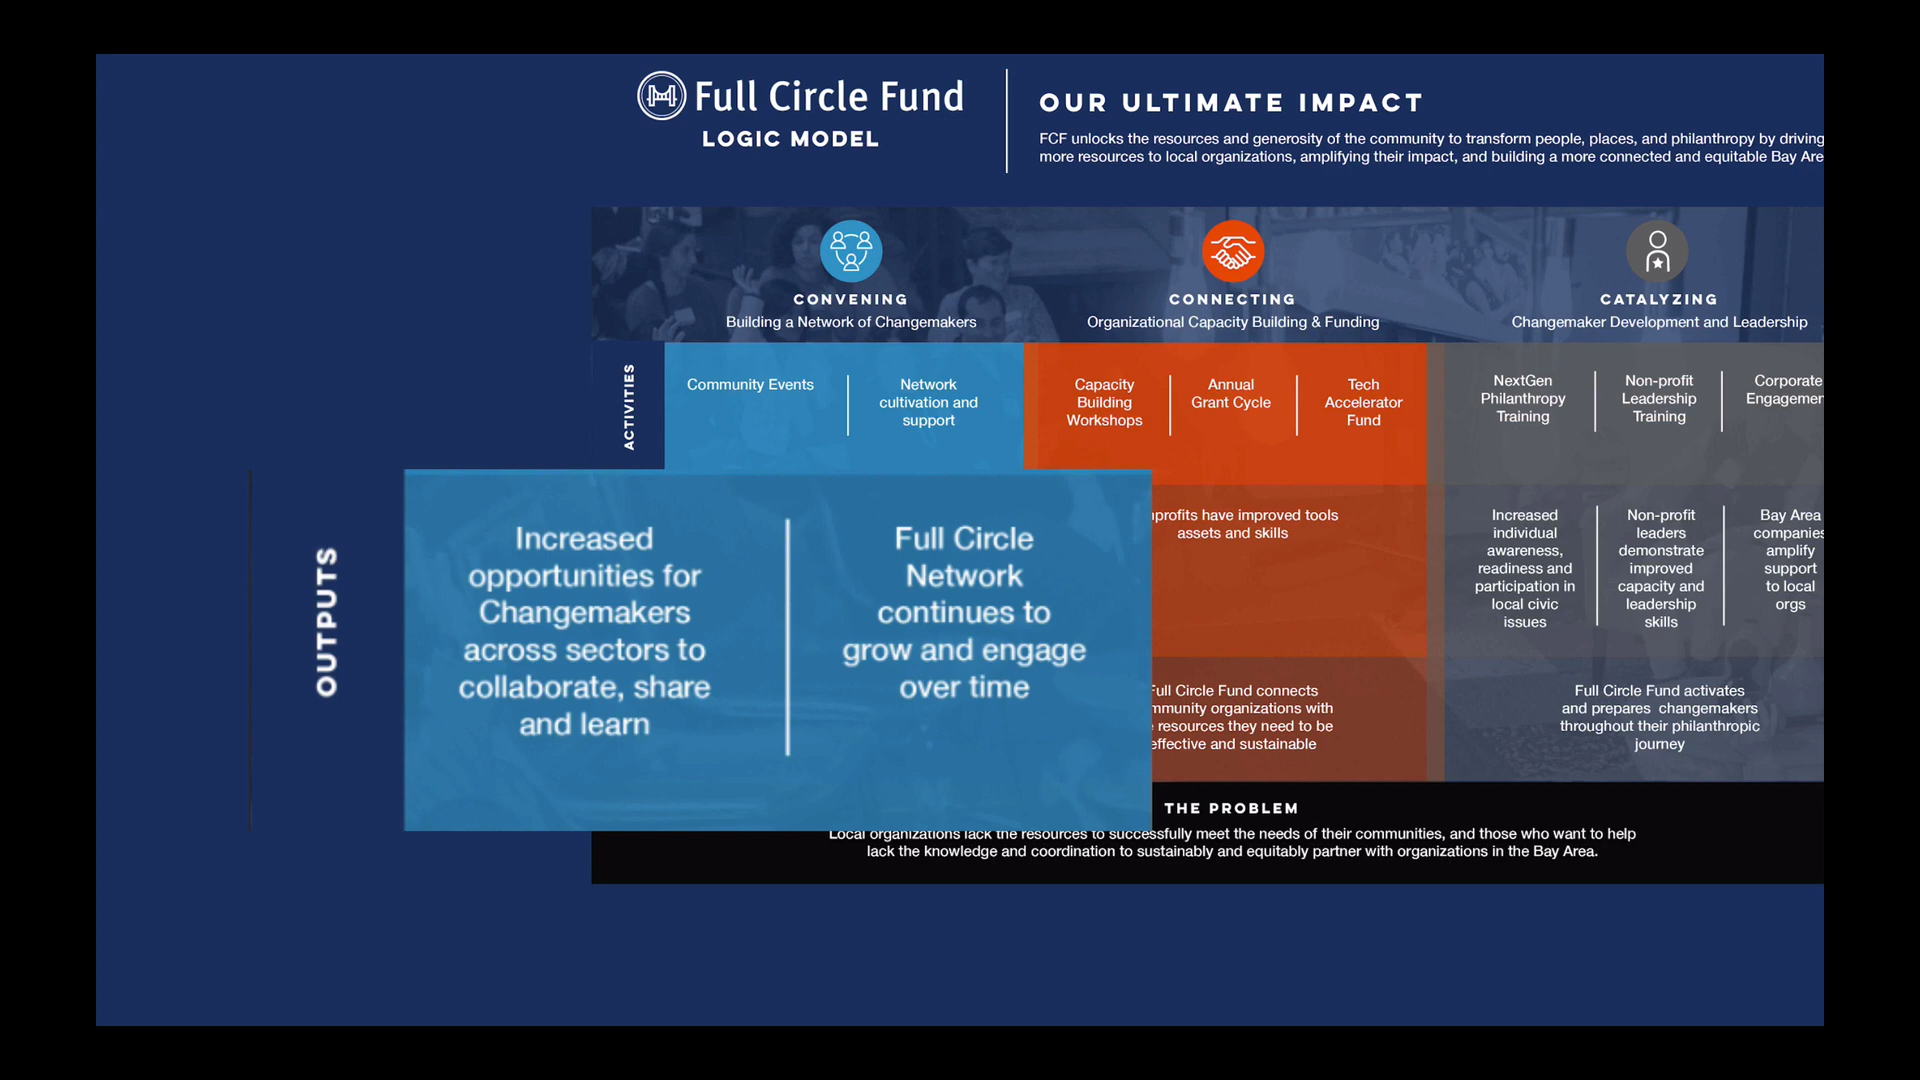 Full Circle Fund
LOGIC MODEL
OUR ULTIMATE IMPACT
FCF unlocks the resources and generosity of the community to transform people, places, and philanthropy by driving
more resources to local organizations, amplifying their impact, and building a more connected and equitable Bay
CONVENING
Building a Network of Changemakers
CONNECTING
Organizational Capacity Building & Funding
CATALYZING
Changemaker Development and Leadership
ACTIVITIES
Community Events
Network
cultivation and
support
Capacity
Building
Workshops
Annual
Grant Cycle
Tech
Accelerator
Fund
NextGen
Philanthropy
Training
Non-profit
Leadership
Training
Corporate
OUTPUTS
Increased
opportunities for
Changemakers
across sectors to
collaborate, share
and learn
Full Circle
Network
continues to
grow and engage
over time
have improved tools
assets and skills
Increased
individual
awareness,
readiness and
participation in
local civic
issues
Non-profit
leaders
demonstrate
improved
capacity and
leadership
skills
Bay Area
companies
amplify
support
to local
orgs
Full Circle Fund connects
organizations with
resources they need to be
effective and sustainable
Full Circle Fund activates
and prepares changemakers
throughout their philanthropic
journey
THE PROBLEM
Local organizations lack the resources to successfully meet the needs of their communities, and those who want to help
lack the knowledge and coordination to sustainably and equitably partner with organizations in the Bay Area.